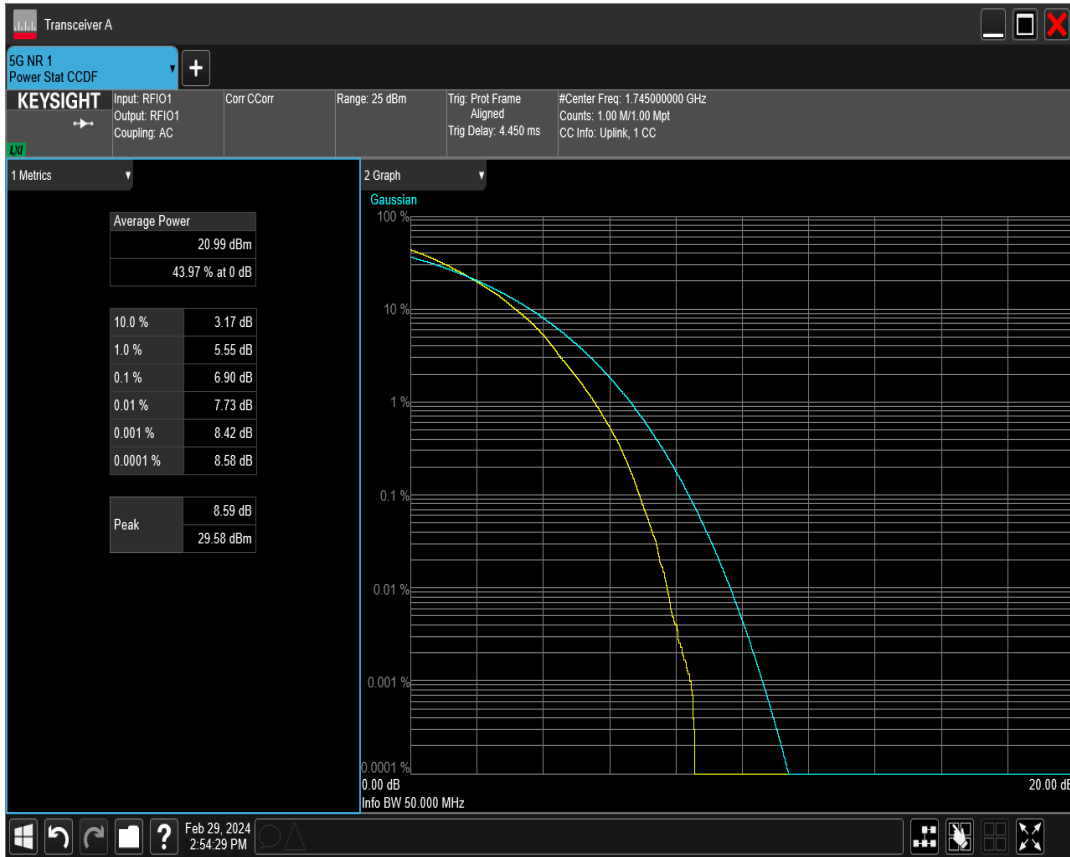 Transceiver A
5G NR 1
Power Stat CCDF
KEYSIGHT
LXI
Input: RFIO1
Output: RFIO1
Coupling: AC
Corr CCorr
Range: 25 dBm
Trig: Prot Frame
Aligned
Trig Delay: 4.450 ms
#Center Freq: 1.745000000 GHz
Counts: 1.00 M/1.00 Mpt
CC Info: Uplink, 1 CC
1 Metrics
Average Power
20.99 dBm
43.97 % at 0 dB
10.0 % 3.17 dB
1.0 % 5.55 dB
0.1 % 6.90 dB
0.01 % 7.73 dB
0.001 % 8.42 dB
0.0001 % 8.58 dB
Peak 8.59 dB
29.58 dBm
2 Graph
Gaussian
100 %
10 %
1 %
0.1 %
0.01 %
0.001 %
0.0001 %
0.00 dB 20.00 dB
Info BW 50.000 MHz
?
Feb 29, 2024
2:54:29 PM